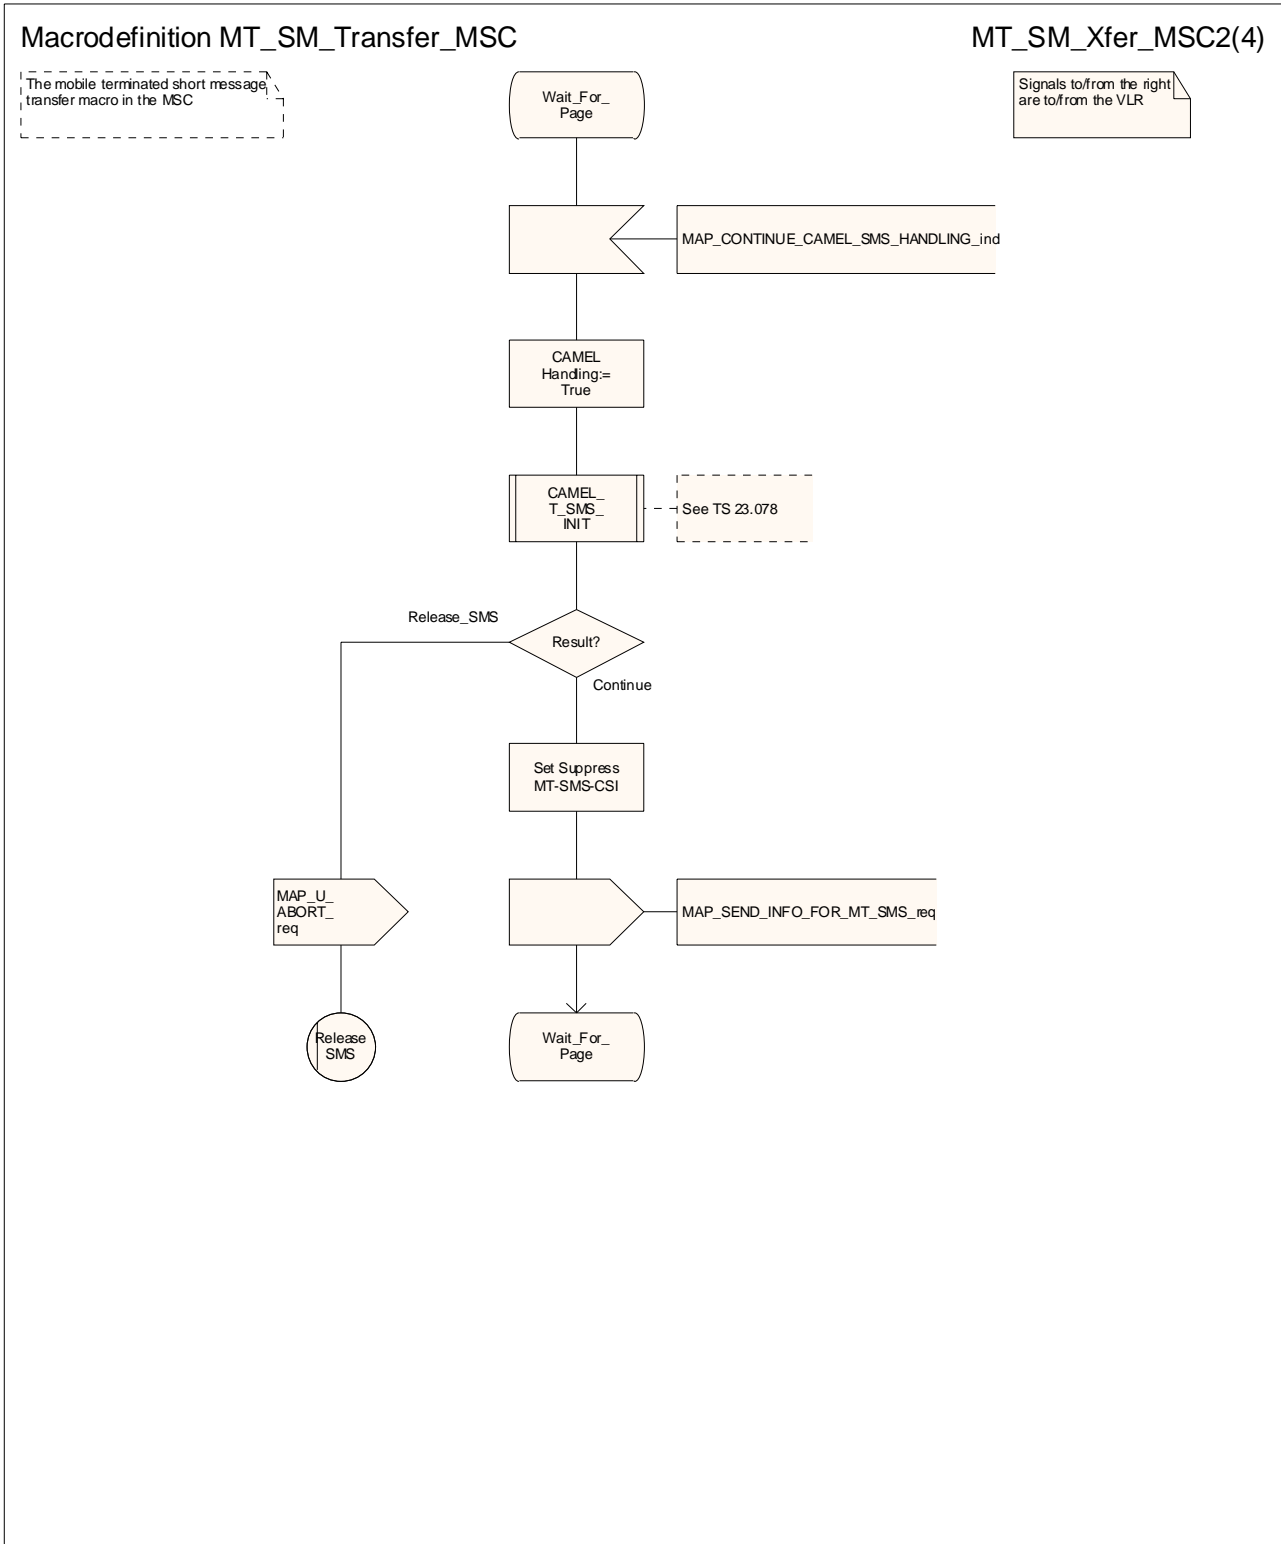 Macrodefinition MT_SM_Transfer_MSC
MT_SM_Xfer_MSC2(4)
The mobile terminated short message
transfer macro in the MSC
Wait_For_
Page
Signals to/from the right
are to/from the VLR
MAP_CONTINUE_CAMEL_SMS_HANDLING_ind
CAMEL
Handling:=
True
CAMEL_
T_SMS_
INIT
See TS 23.078
Release_SMS
Result?
Continue
Set Suppress
MT-SMS-CSI
MAP_U_
ABORT_
req
MAP_SEND_INFO_FOR_MT_SMS_req
Release
SMS
Wait_For_
Page